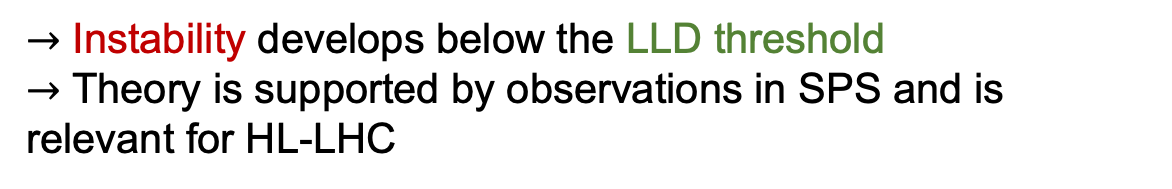 → Instability develops below the LLD threshold
→ Theory is supported by observations in SPS and is
relevant for HL-LHC